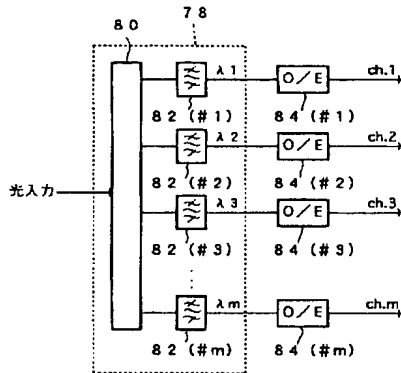 78
80
λ1 O/E ch.1
82 (#1) 84 (#1)
λ2 O/E ch.2
82 (#2) 84 (#2)
光入力
λ3 O/E ch.3
82 (#3) 84 (#3)
λm O/E ch.m
82 (#m) 84 (#m)